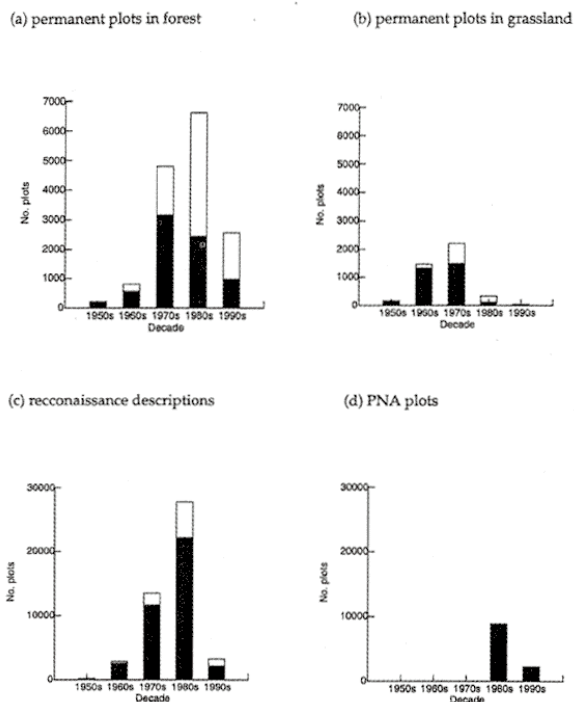 (a) permanent plots in forest
(b) permanent plots in grassland
7000
6000
5000
4000
3000
2000
1000
0
No. plots
1950s 1960s 1970s 1980s 1990s
Decade
7000
6000
5000
4000
3000
2000
1000
0
No. plots
1950s 1960s 1970s 1980s 1990s
Decade
(c) recconaissance descriptions
(d) PNA plots
30000
20000
10000
0
No. plots
1950s 1960s 1970s 1980s 1990s
Decade
30000
20000
10000
0
No. plots
1950s 1960s 1970s 1980s 1990s
Decade